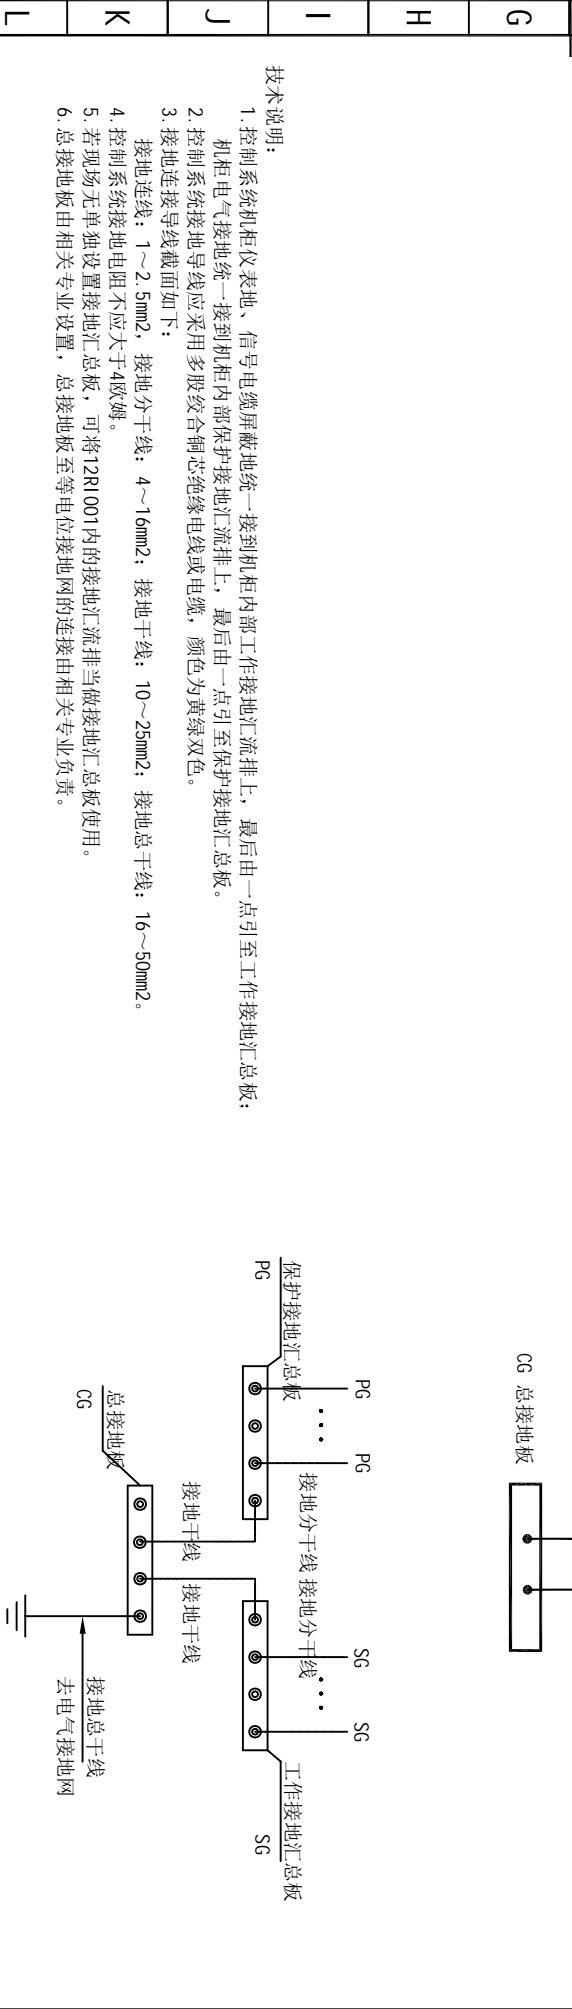 G
H
I
J
K
L
技术说明:
1.控制系统机柜仪表地、信号电缆屏蔽地统一接到机柜内部工作接地汇流排上，最后由一点引至工作接地汇总板；
机柜电气接地统一接到机柜内部保护接地汇流排上，最后由一点引至保护接地汇总板。
2.控制系统接地导线应采用多股绞合铜芯绝缘电线或电缆，颜色为黄绿双色。
3.接地连接导线截面如下：
接地连线：1～2.5mm2，接地分干线：4～16mm2；接地干线：10～25mm2；接地总干线：16～50mm2。
4.控制系统接地电阻不应大于4欧姆。
5.若现场无单独设置接地汇总板，可将12RI001内的接地汇流排当做接地汇总板使用。
6.总接地板由相关专业设置，总接地板至等电位接地网的连接由相关专业负责。
CG 总接地板
PG
PG
SG
SG
接地分干线
接地分干线
保护接地汇总板
PG
工作接地汇总板
SG
接地干线
接地干线
总接地板
CG
接地总干线
去电气接地网